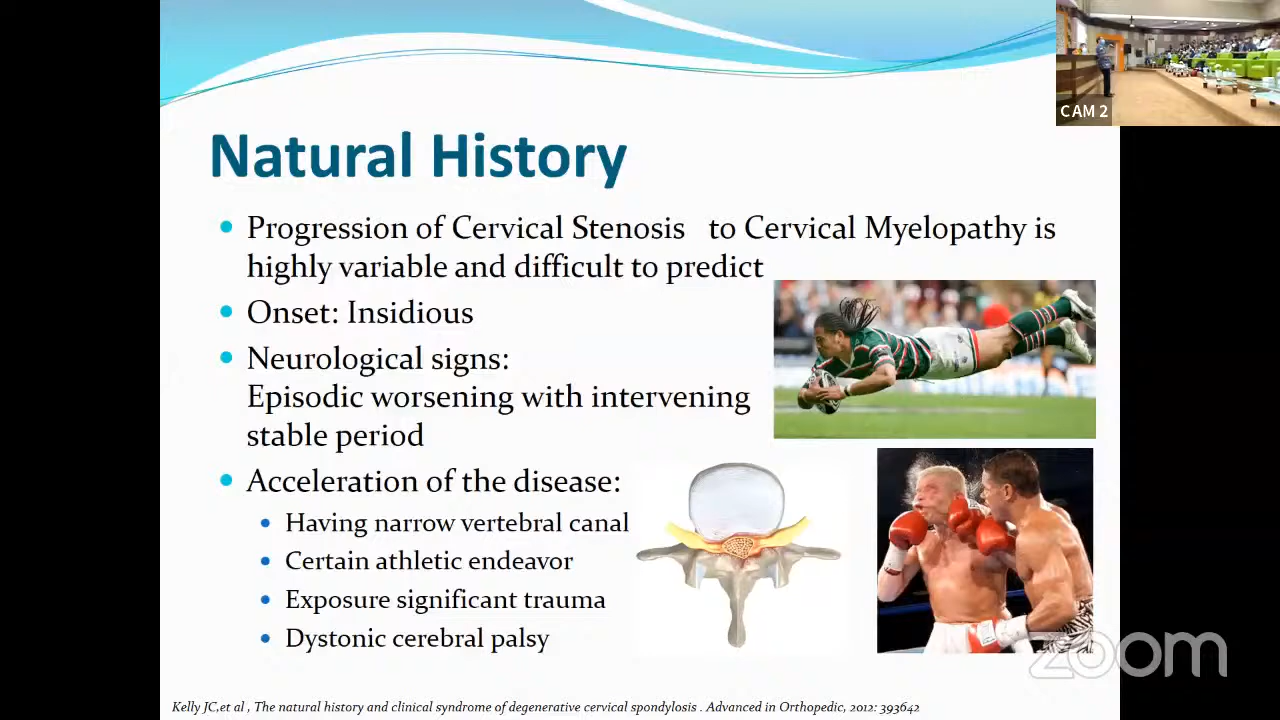 CAM 2
Natural History
Progression of Cervical Stenosis to Cervical Myelopathy is
highly variable and difficult to predict
Onset: Insidious
Neurological signs:
Episodic worsening with intervening
stable period
Acceleration of the disease:
Having narrow vertebral canal
Certain athletic endeavor
Exposure significant trauma
Dystonic cerebral palsy
zoom
Kelly JC,et al , The natural history and clinical syndrome of degenerative cervical spondylosis . Advanced in Orthopedic, 2012: 393642